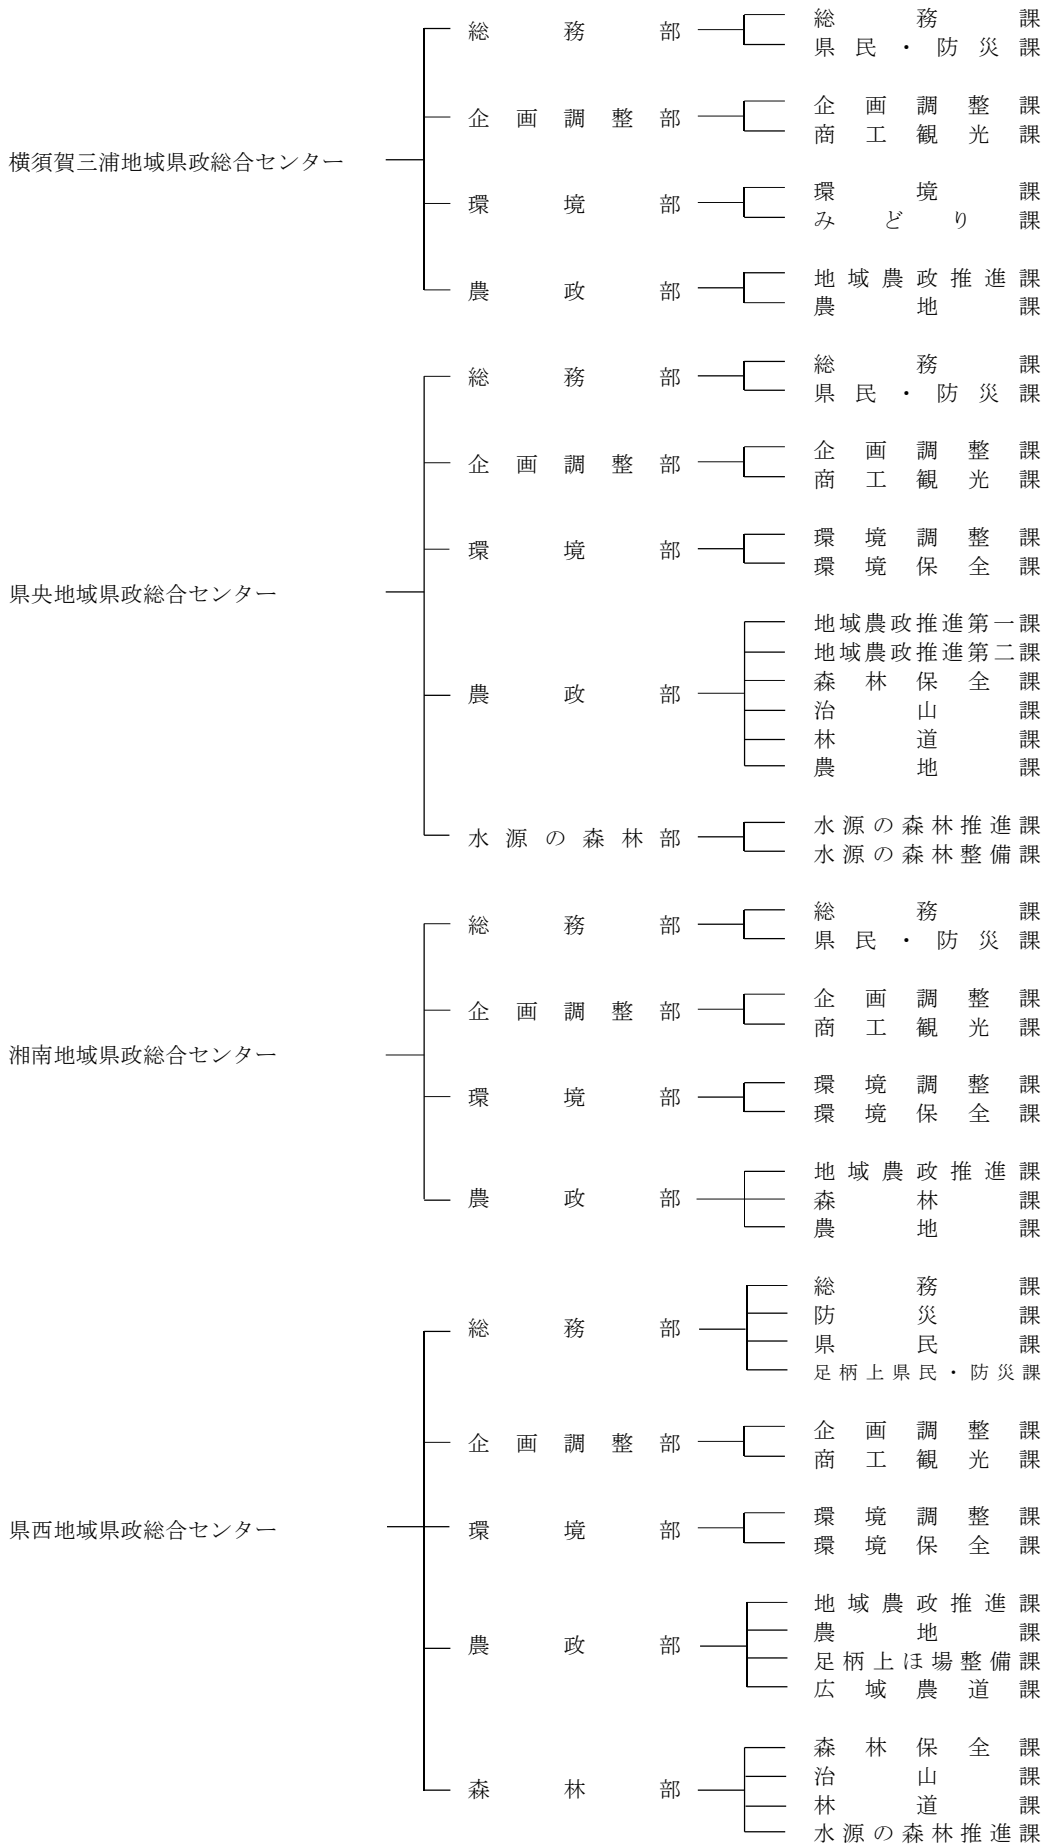 横須賀三浦地域県政総合センター
総務部
総務課
県民・防災課
企画調整部
企画調整課
商工観光課
環境部
環境課
みどり課
農政部
地域農政推進課
農地課
県央地域県政総合センター
総務部
総務課
県民・防災課
企画調整部
企画調整課
商工観光課
環境部
環境調整課
環境保全課
農政部
地域農政推進第一課
地域農政推進第二課
森林保全課
治山課
林道課
農地課
水源の森林部
水源の森林推進課
水源の森林整備課
湘南地域県政総合センター
総務部
総務課
県民・防災課
企画調整部
企画調整課
商工観光課
環境部
環境調整課
環境保全課
農政部
地域農政推進課
森林課
農地課
県西地域県政総合センター
総務部
総務課
防災課
県民課
足柄上県民・防災課
企画調整部
企画調整課
商工観光課
環境部
環境調整課
環境保全課
農政部
地域農政推進課
農地課
足柄上ほ場整備課
広域農道課
森林部
森林保全課
治山課
林道課
水源の森林推進課